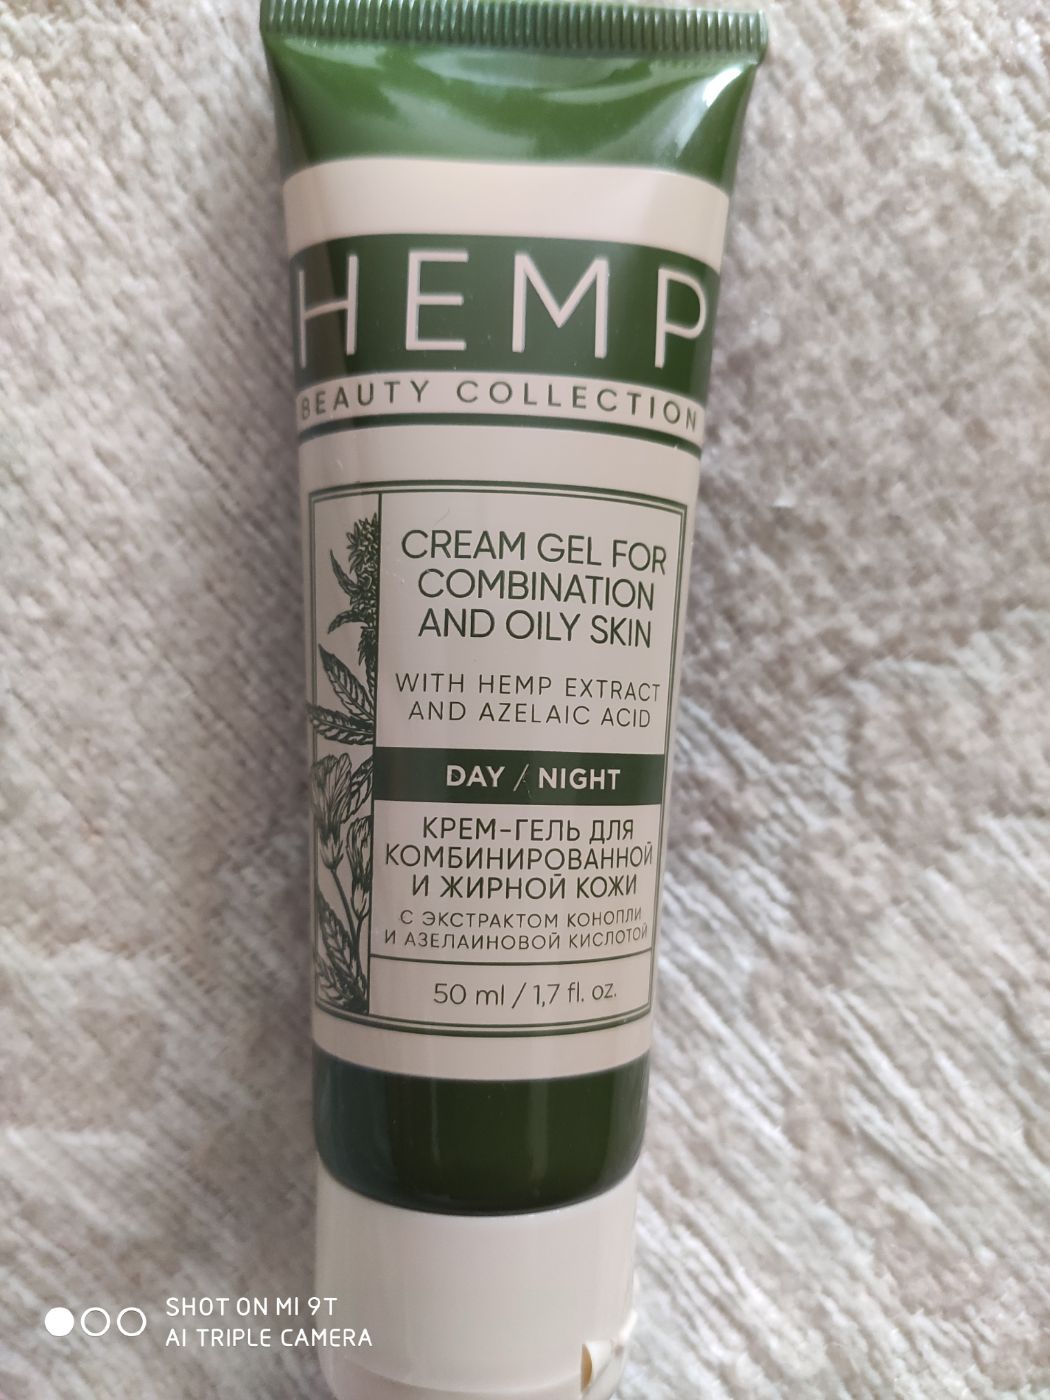 HEMP
BEAUTY COLLECTION
CREAM GEL FOR
COMBINATION
AND OILY SKIN
WITH HEMP EXTRACT
AND AZELAIC ACID
DAY / NIGHT
КРЕМ-ГЕЛЬ ДЛЯ
КОМБИНИРОВАННОЙ
И ЖИРНОЙ КОЖИ
С ЭКСТРАКТОМ КОНОПЛИ
И АЗЕЛАИНОВОЙ КИСЛОТОЙ
50 ml / 1,7 fl. oz.
SHOT ON MI 9T
AI TRIPLE CAMERA